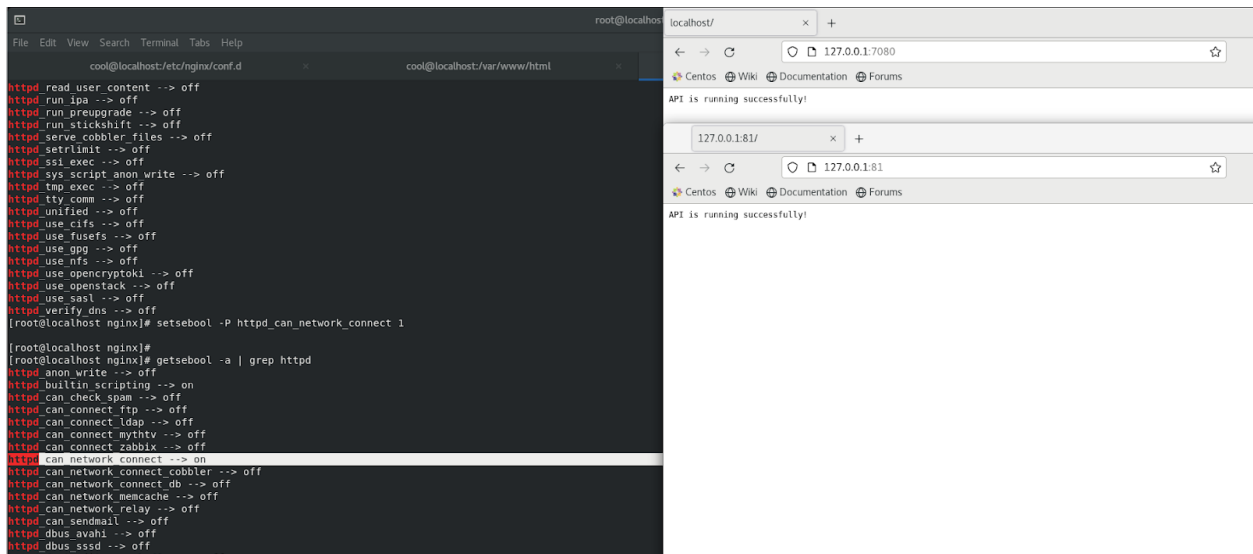 root@localhos
File Edit View Search Terminal Tabs Help
cool@localhost:/etc/nginx/conf.d × cool@localhost:/var/www/html ×
httpd_read_user_content --> off
httpd_run_ipa --> off
httpd_run_preupgrade --> off
httpd_run_stickshift --> off
httpd_serve_cobbler_files --> off
httpd_setrlimit --> off
httpd_ssi_exec --> off
httpd_sys_script_anon_write --> off
httpd_tmp_exec --> off
httpd_tty_comm --> off
httpd_unified --> off
httpd_use_cifs --> off
httpd_use_fusefs --> off
httpd_use_gpg --> off
httpd_use_nfs --> off
httpd_use_opencryptoki --> off
httpd_use_openstack --> off
httpd_use_sasl --> off
httpd_verify_dns --> off
[root@localhost nginx]# setsebool -P httpd_can_network_connect 1
[root@localhost nginx]#
[root@localhost nginx]# getsebool -a | grep httpd
httpd_anon_write --> off
httpd_builtin_scripting --> on
httpd_can_check_spam --> off
httpd_can_connect_ftp --> off
httpd_can_connect_ldap --> off
httpd_can_connect_mythtv --> off
httpd_can_connect_zabbix --> off
httpd_can_network_connect --> on
httpd_can_network_connect_cobbler --> off
httpd_can_network_connect_db --> off
httpd_can_network_memcache --> off
httpd_can_network_relay --> off
httpd_can_sendmail --> off
httpd_dbus_avahi --> off
httpd_dbus_sssd --> off
localhost/ × +
127.0.0.1:7080
Centos Wiki Documentation Forums
API is running successfully!
127.0.0.1:81/ × +
127.0.0.1:81
Centos Wiki Documentation Forums
API is running successfully!